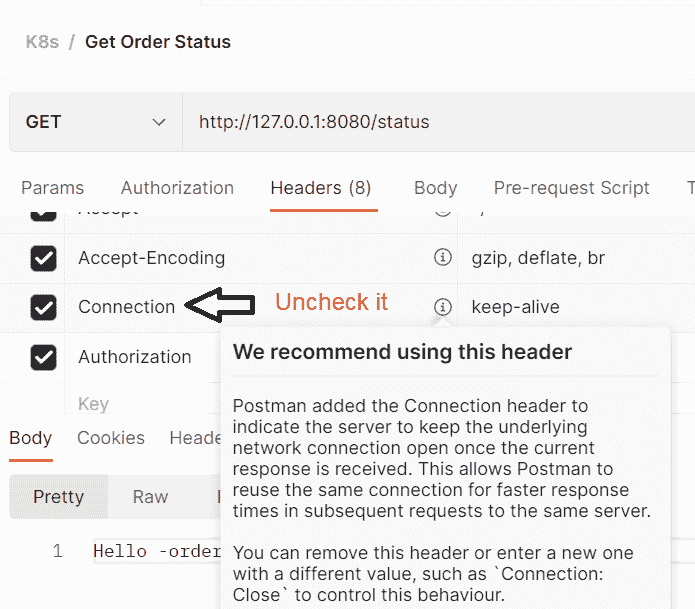 K8s / Get Order Status
GET http://127.0.0.1:8080/status
Params Authorization Headers (8) Body Pre-request Script T
Accept
Accept-Encoding gzip, deflate, br
Connection Uncheck it keep-alive
Authorization
We recommend using this header
Key
Postman added the Connection header to
indicate the server to keep the underlying
network connection open once the current
response is received. This allows Postman to
reuse the same connection for faster response
times in subsequent requests to the same server.
You can remove this header or enter a new one
with a different value, such as `Connection:
Close` to control this behaviour.
Body Cookies Heade
Pretty Raw
1 Hello -order